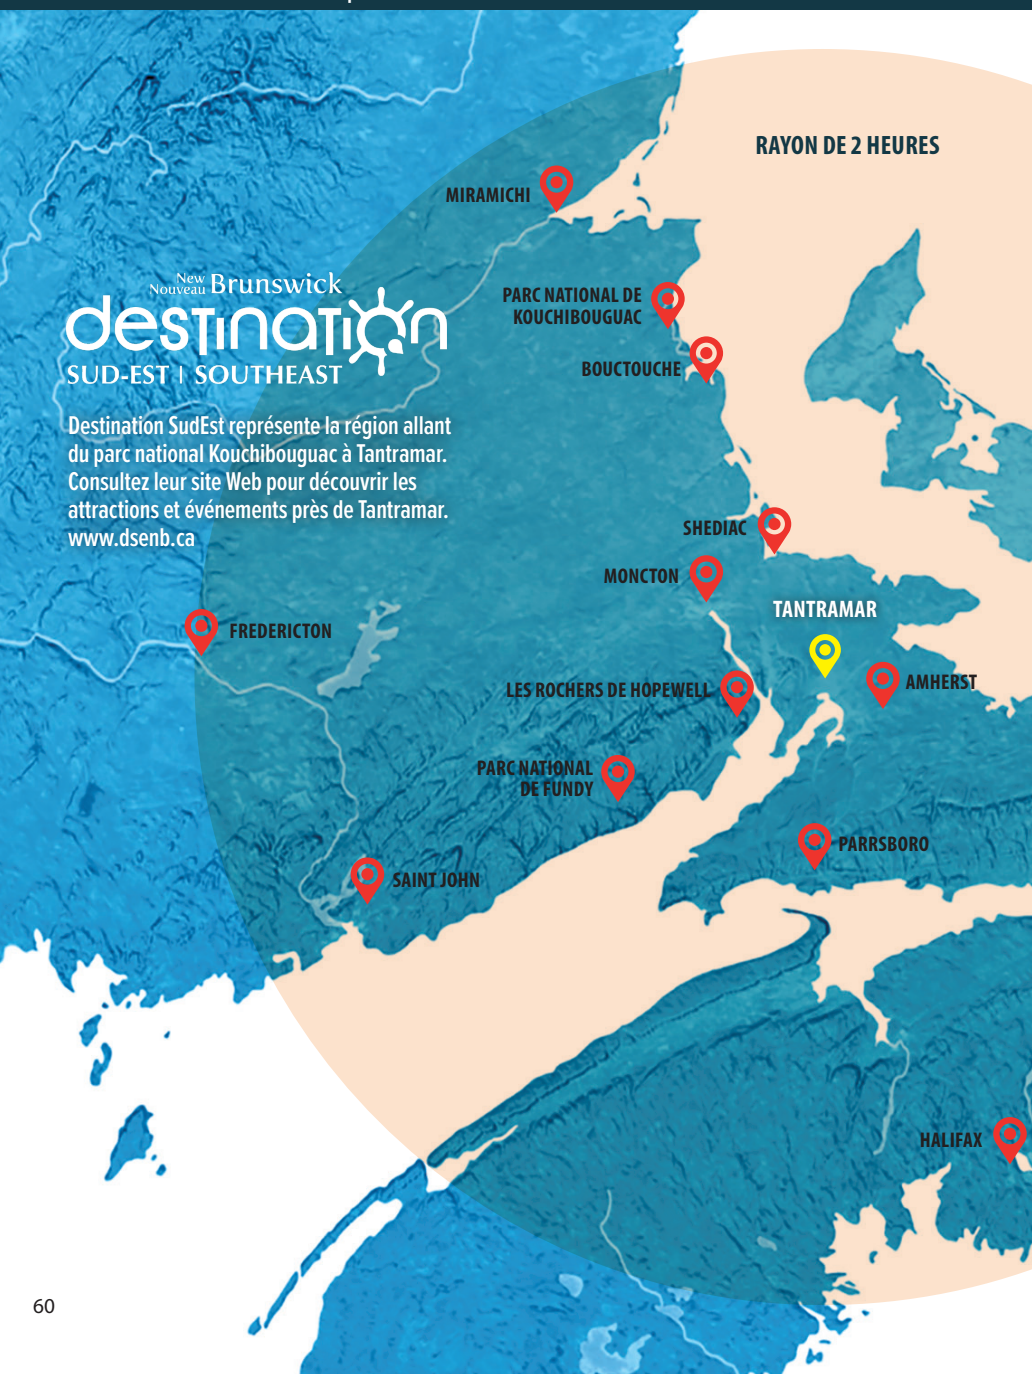 RAYON DE 2 HEURES
MIRAMICHI
New
Nouveau Brunswick
destination
SUD-EST | SOUTHEAST
PARC NATIONAL DE
KOUCHIBOUGUAC
BOUCTOUCHE
Destination SudEst représente la région allant
du parc national Kouchibouguac à Tantramar.
Consultez leur site Web pour découvrir les
attractions et événements près de Tantramar.
www.dsenb.ca
SHEDIAC
MONCTON
TANTRAMAR
FREDERICTON
AMHERST
LES ROCHERS DE HOPEWELL
PARC NATIONAL
DE FUNDY
PARRSBORO
SAINT JOHN
HALIFAX
60